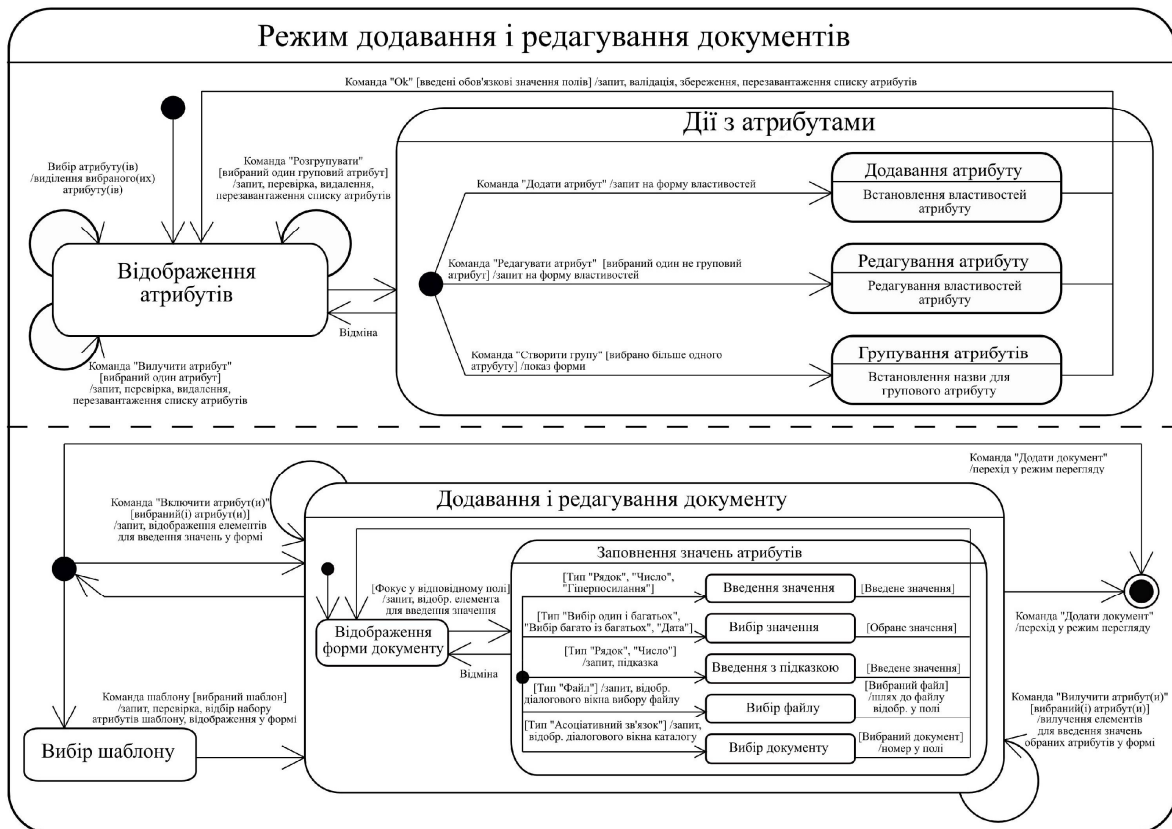 Режим додавання і редагування документів
Команда "Ok" [введені обов'язкові значення полів] /запит, валідація, збереження, перезавантаження списку атрибутів
Дії з атрибутами
Вибір атрибуту(ів)
/виділення вибраного(их)
атрибуту(ів)
Команда "Розгрупувати"
[вибраний один груповий атрибут]
/запит, перевірка, видалення,
перезавантаження списку атрибутів
Відображення
атрибутів
Відміна
Команда "Вилучити атрибут"
[вибраний один атрибут]
/запит, перевірка, видалення,
перезавантаження списку атрибутів
Команда "Додати атрибут" /запит на форму властивостей
Додавання атрибуту
Встановлення властивостей
атрибуту
Команда "Редагувати атрибут" [вибраний один не груповий
атрибут] /запит на форму властивостей
Редагування атрибуту
Редагування властивостей
атрибуту
Команда "Створити групу" [вибрано більше одного
атрубуту] /показ форми
Групування атрибутів
Встановлення назви для
групового атрибуту
Команда "Додати документ"
/перехід у режим перегляду
Команда "Включити атрибут(и)"
[вибраний(і) атрибут(и)]
/запит, відображення елементів
для введення значень у формі
Додавання і редагування документу
Заповнення значень атрибутів
[Фокус у відповідному полі]
/запит, відобр. елемента
для введення значення
Відображення
форми документу
Відміна
[Тип "Рядок", "Число",
"Гіперпосилання"]
Введення значення
[Введене значення]
[Тип "Вибір один і багатьох",
"Вибір багато із багатьох", "Дата"]
Вибір значення
[Обране значення]
[Тип "Рядок", "Число"]
/запит, підказка
Введення з підказкою
[Введене значення]
[Тип "Файл"] /запит, відобр.
діалогового вікна вибору файлу
Вибір файлу
[Вибраний файл]
/шлях до файлу
відобр. у полі
[Тип "Асоціативний зв'язок"] /запит,
відобр. діалогового вікна каталогу
Вибір документу
[Вибраний документ]
/номер у полі
Команда "Додати документ"
/перехід у режим перегляду
Команда шаблону [вибраний шаблон]
/запит, перевірка, відбір набору
атрибутів шаблону, відображення у формі
Вибір шаблону
Команда "Вилучити атрибут(и)"
[вибраний(і) атрибут(и)]
/вилучення елементів
для введення значень
обраних атрибутів у формі